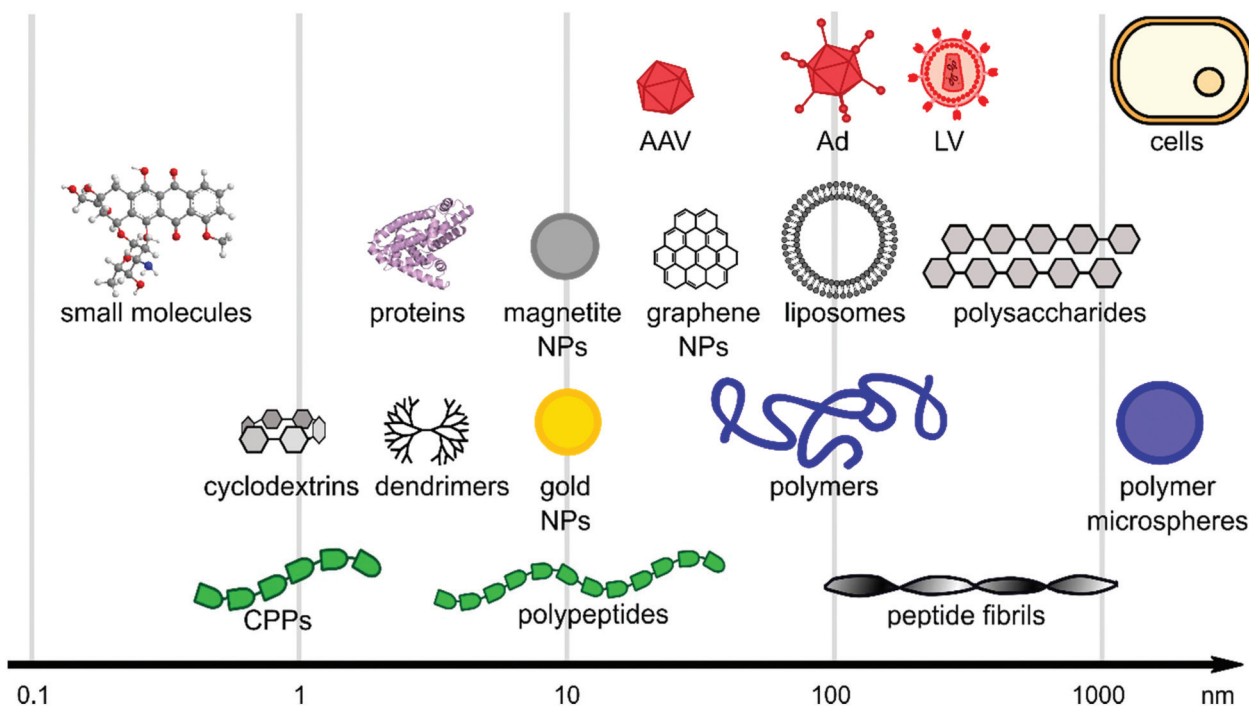 AAV
Ad
LV
cells
small molecules
proteins
magnetite
NPs
graphene
NPs
liposomes
polysaccharides
cyclodextrins
dendrimers
gold
NPs
polymers
polymer
microspheres
CPPs
polypeptides
peptide fibrils
0.1
1
10
100
1000
nm